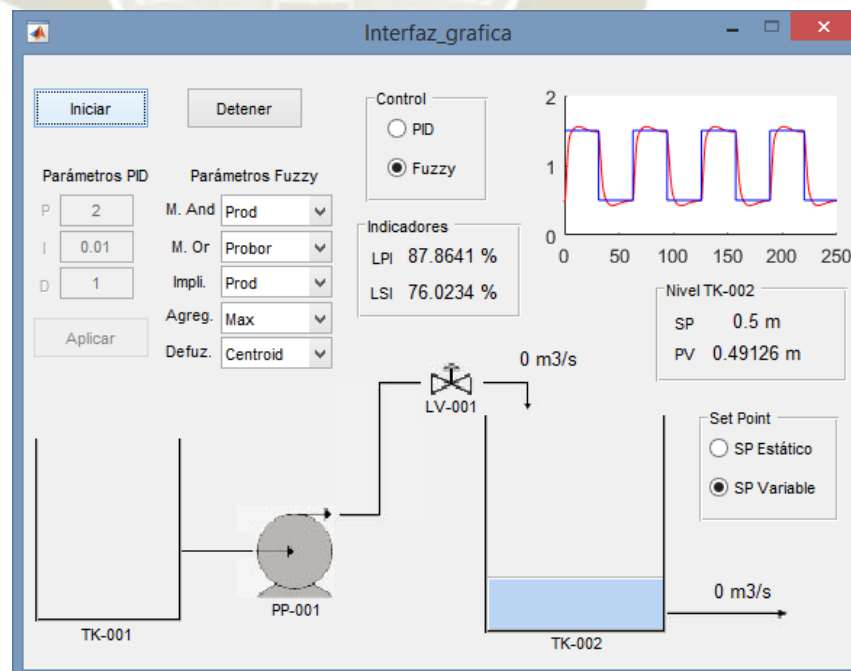 Interfaz_grafica
Iniciar
Detener
Control
PID
Fuzzy
2
1
0
0 50 100 150 200 250
Parámetros PID
P 2
I 0.01
D 1
Aplicar
Parámetros Fuzzy
M. And Prod
M. Or Probor
Impli. Prod
Agreg. Max
Defuz. Centroid
Indicadores
LPI 87.8641 %
LSI 76.0234 %
Nivel TK-002
SP 0.5 m
PV 0.49126 m
0 m3/s
LV-001
Set Point
SP Estático
SP Variable
PP-001
TK-001
0 m3/s
TK-002